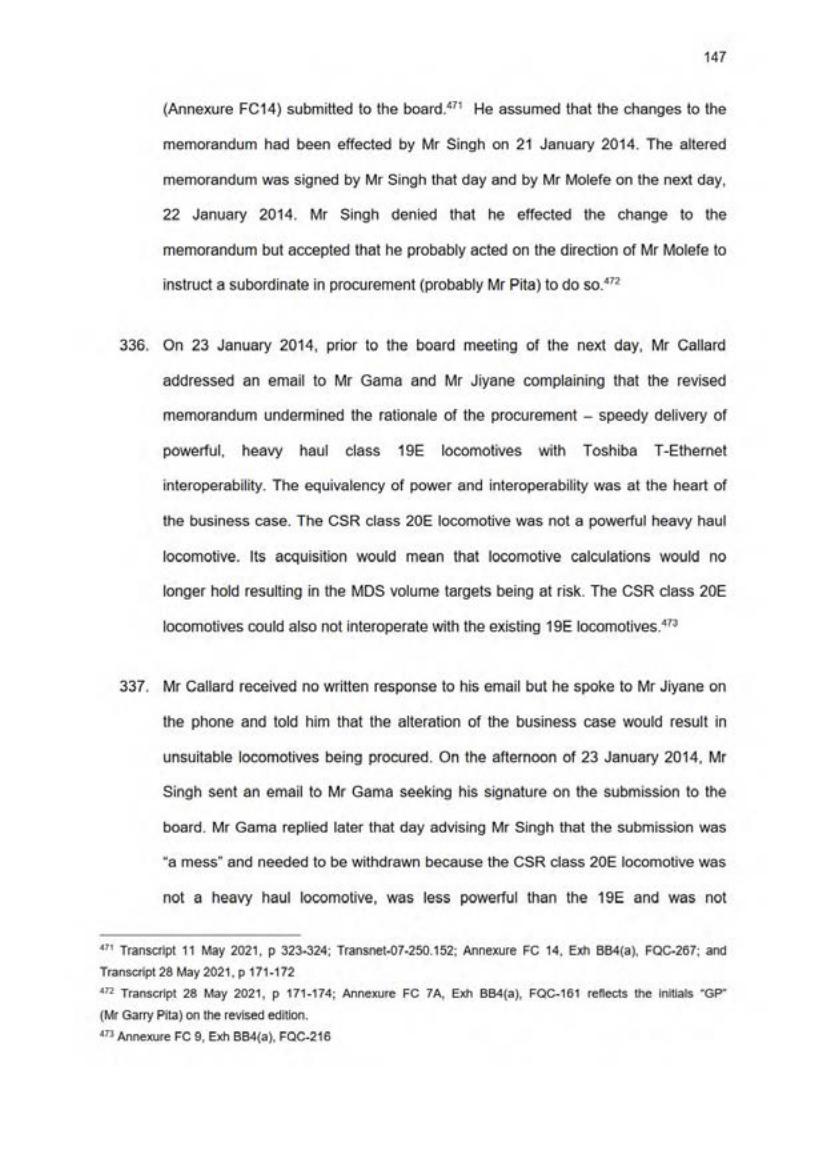 147
(Annexure FC14) submitted to the board.471 He assumed that the changes to the
memorandum had been effected by Mr Singh on 21 January 2014. The altered
memorandum was signed by Mr Singh that day and by Mr Molefe on the next day,
22 January 2014. Mr Singh denied that he effected the change to the
memorandum but accepted that he probably acted on the direction of Mr Molefe to
instruct a subordinate in procurement (probably Mr Pita) to do so.472
336. On 23 January 2014, prior to the board meeting of the next day, Mr Callard
addressed an email to Mr Gama and Mr Jiyane complaining that the revised
memorandum undermined the rationale of the procurement – speedy delivery of
powerful, heavy haul class 19E locomotives with Toshiba T-Ethernet
interoperability. The equivalency of power and interoperability was at the heart of
the business case. The CSR class 20E locomotive was not a powerful heavy haul
locomotive. Its acquisition would mean that locomotive calculations would no
longer hold resulting in the MDS volume targets being at risk. The CSR class 20E
locomotives could also not interoperate with the existing 19E locomotives.473
337. Mr Callard received no written response to his email but he spoke to Mr Jiyane on
the phone and told him that the alteration of the business case would result in
unsuitable locomotives being procured. On the afternoon of 23 January 2014, Mr
Singh sent an email to Mr Gama seeking his signature on the submission to the
board. Mr Gama replied later that day advising Mr Singh that the submission was
“a mess” and needed to be withdrawn because the CSR class 20E locomotive was
not a heavy haul locomotive, was less powerful than the 19E and was not
471 Transcript 11 May 2021, p 323-324; Transnet-07-250.152; Annexure FC 14, Exh BB4(a), FQC-267; and
Transcript 28 May 2021, p 171-172
472 Transcript 28 May 2021, p 171-174; Annexure FC 7A, Exh BB4(a), FQC-161 reflects the initials “GP”
(Mr Garry Pita) on the revised edition.
473 Annexure FC 9, Exh BB4(a), FQC-216